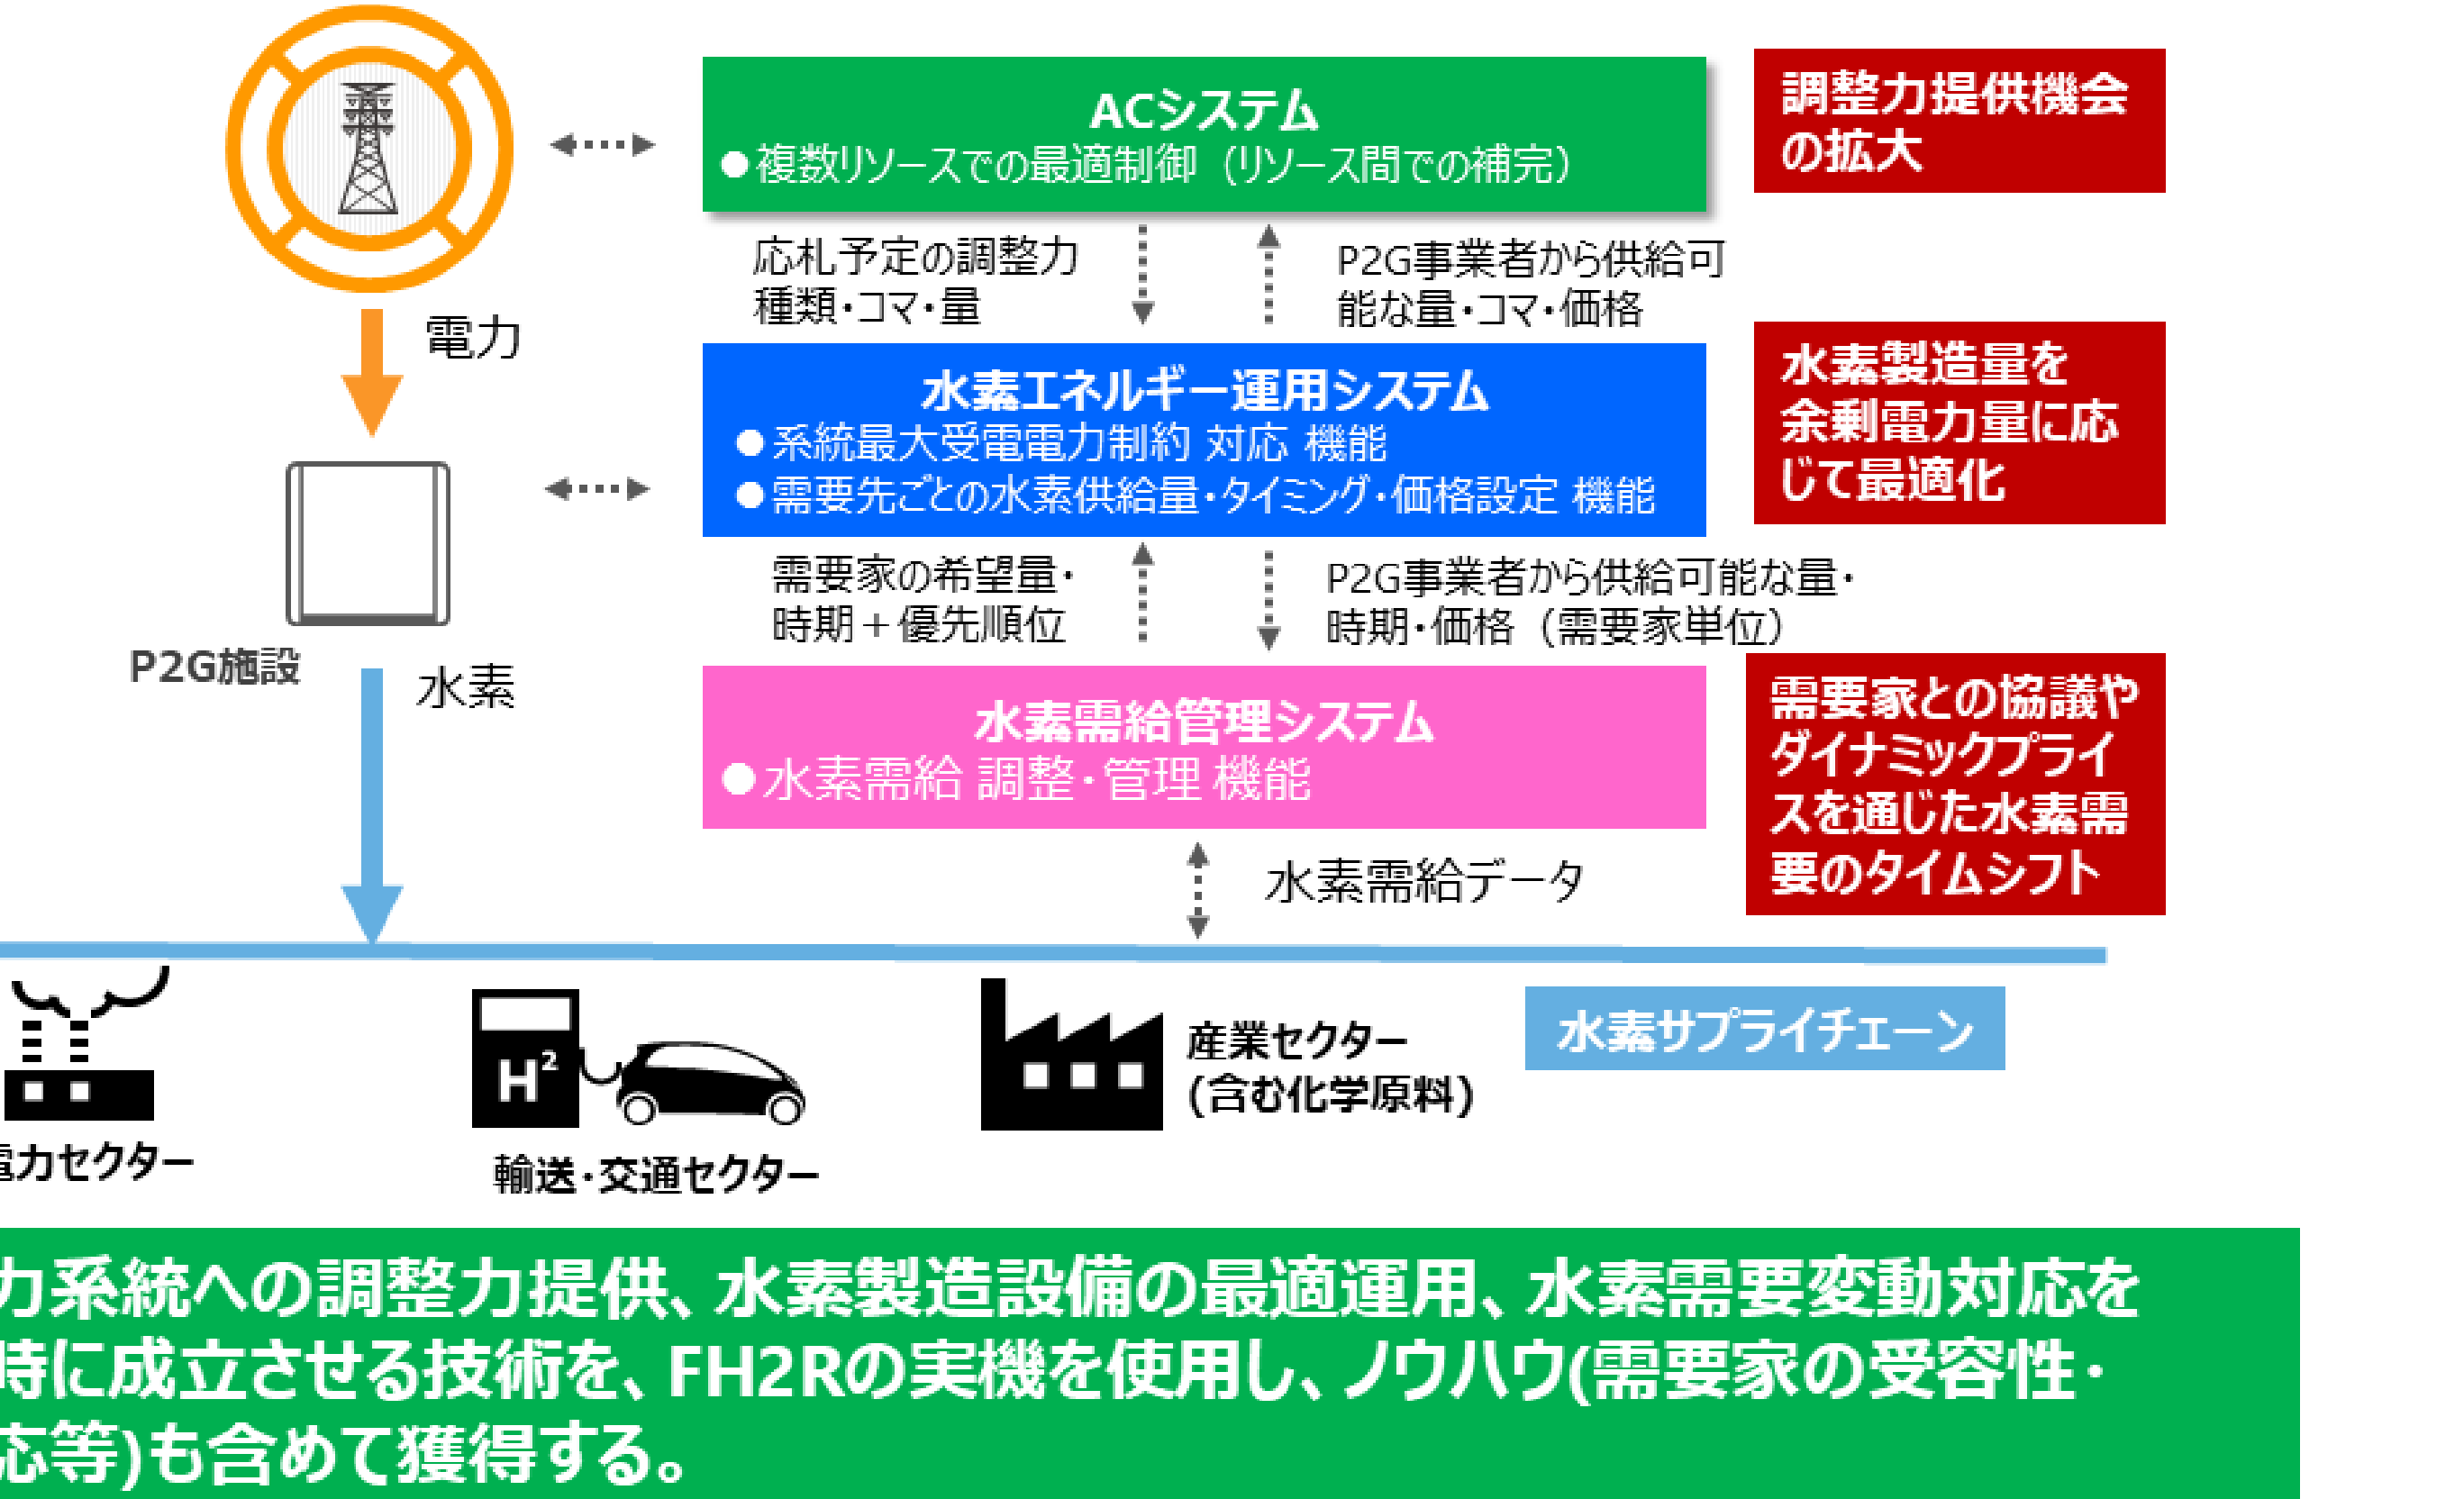 ACシステム
●複数リソースでの最適制御（リソース間での補完）
調整力提供機会
の拡大
応札予定の調整力
種類・コマ・量
P2G事業者から供給可
能な量・コマ・価格
電力
水素エネルギー運用システム
●系統最大受電電力制約 対応 機能
●需要先ごとの水素供給量・タイミング・価格設定 機能
水素製造量を
余剰電力量に応
じて最適化
需要家の希望量・
時期＋優先順位
P2G事業者から供給可能な量・
時期・価格（需要家単位）
P2G施設
水素
水素需給管理システム
●水素需給 調整・管理 機能
需要家との協議や
ダイナミックプライ
スを通じた水素需
要のタイムシフト
水素需給データ
H2
産業セクター
(含む化学原料)
水素サプライチェーン
電力セクター
輸送・交通セクター
力系統への調整力提供、水素製造設備の最適運用、水素需要変動対応を
時に成立させる技術を、FH2Rの実機を使用し、ノウハウ(需要家の受容性・
応等)も含めて獲得する。